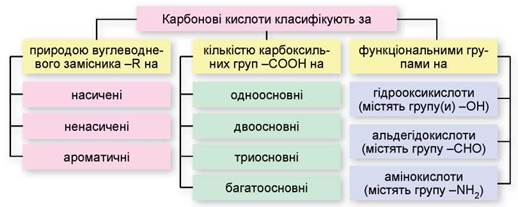 Карбонові кислоти класифікують за
природою вуглеводне-
вого замісника –R на
насичені
ненасичені
ароматичні
кількістю карбоксиль-
них груп –COOH на
одноосновні
двоосновні
триосновні
багатоосновні
функціональними гру-
пами на
гідрооксикислоти
(містять групу(и) –OH)
альдегідокислоти
(містять групу –CHO)
амінокислоти
(містять групу –NH₂)